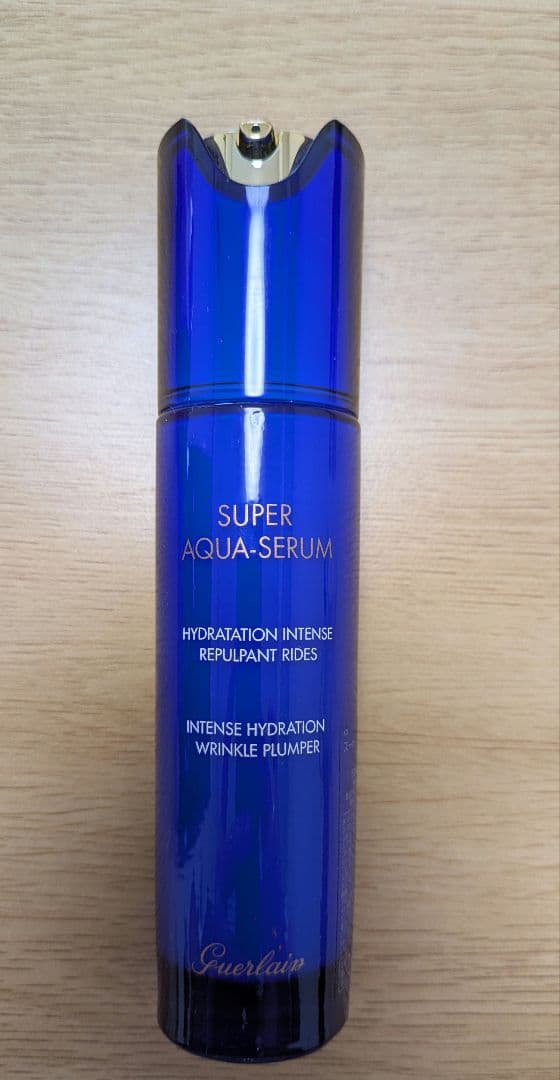 SUPER
AQUA-SERUM
HYDRATATION INTENSE
REPULPANT RIDES
INTENSE HYDRATION
WRINKLE PLUMPER
Guerlain